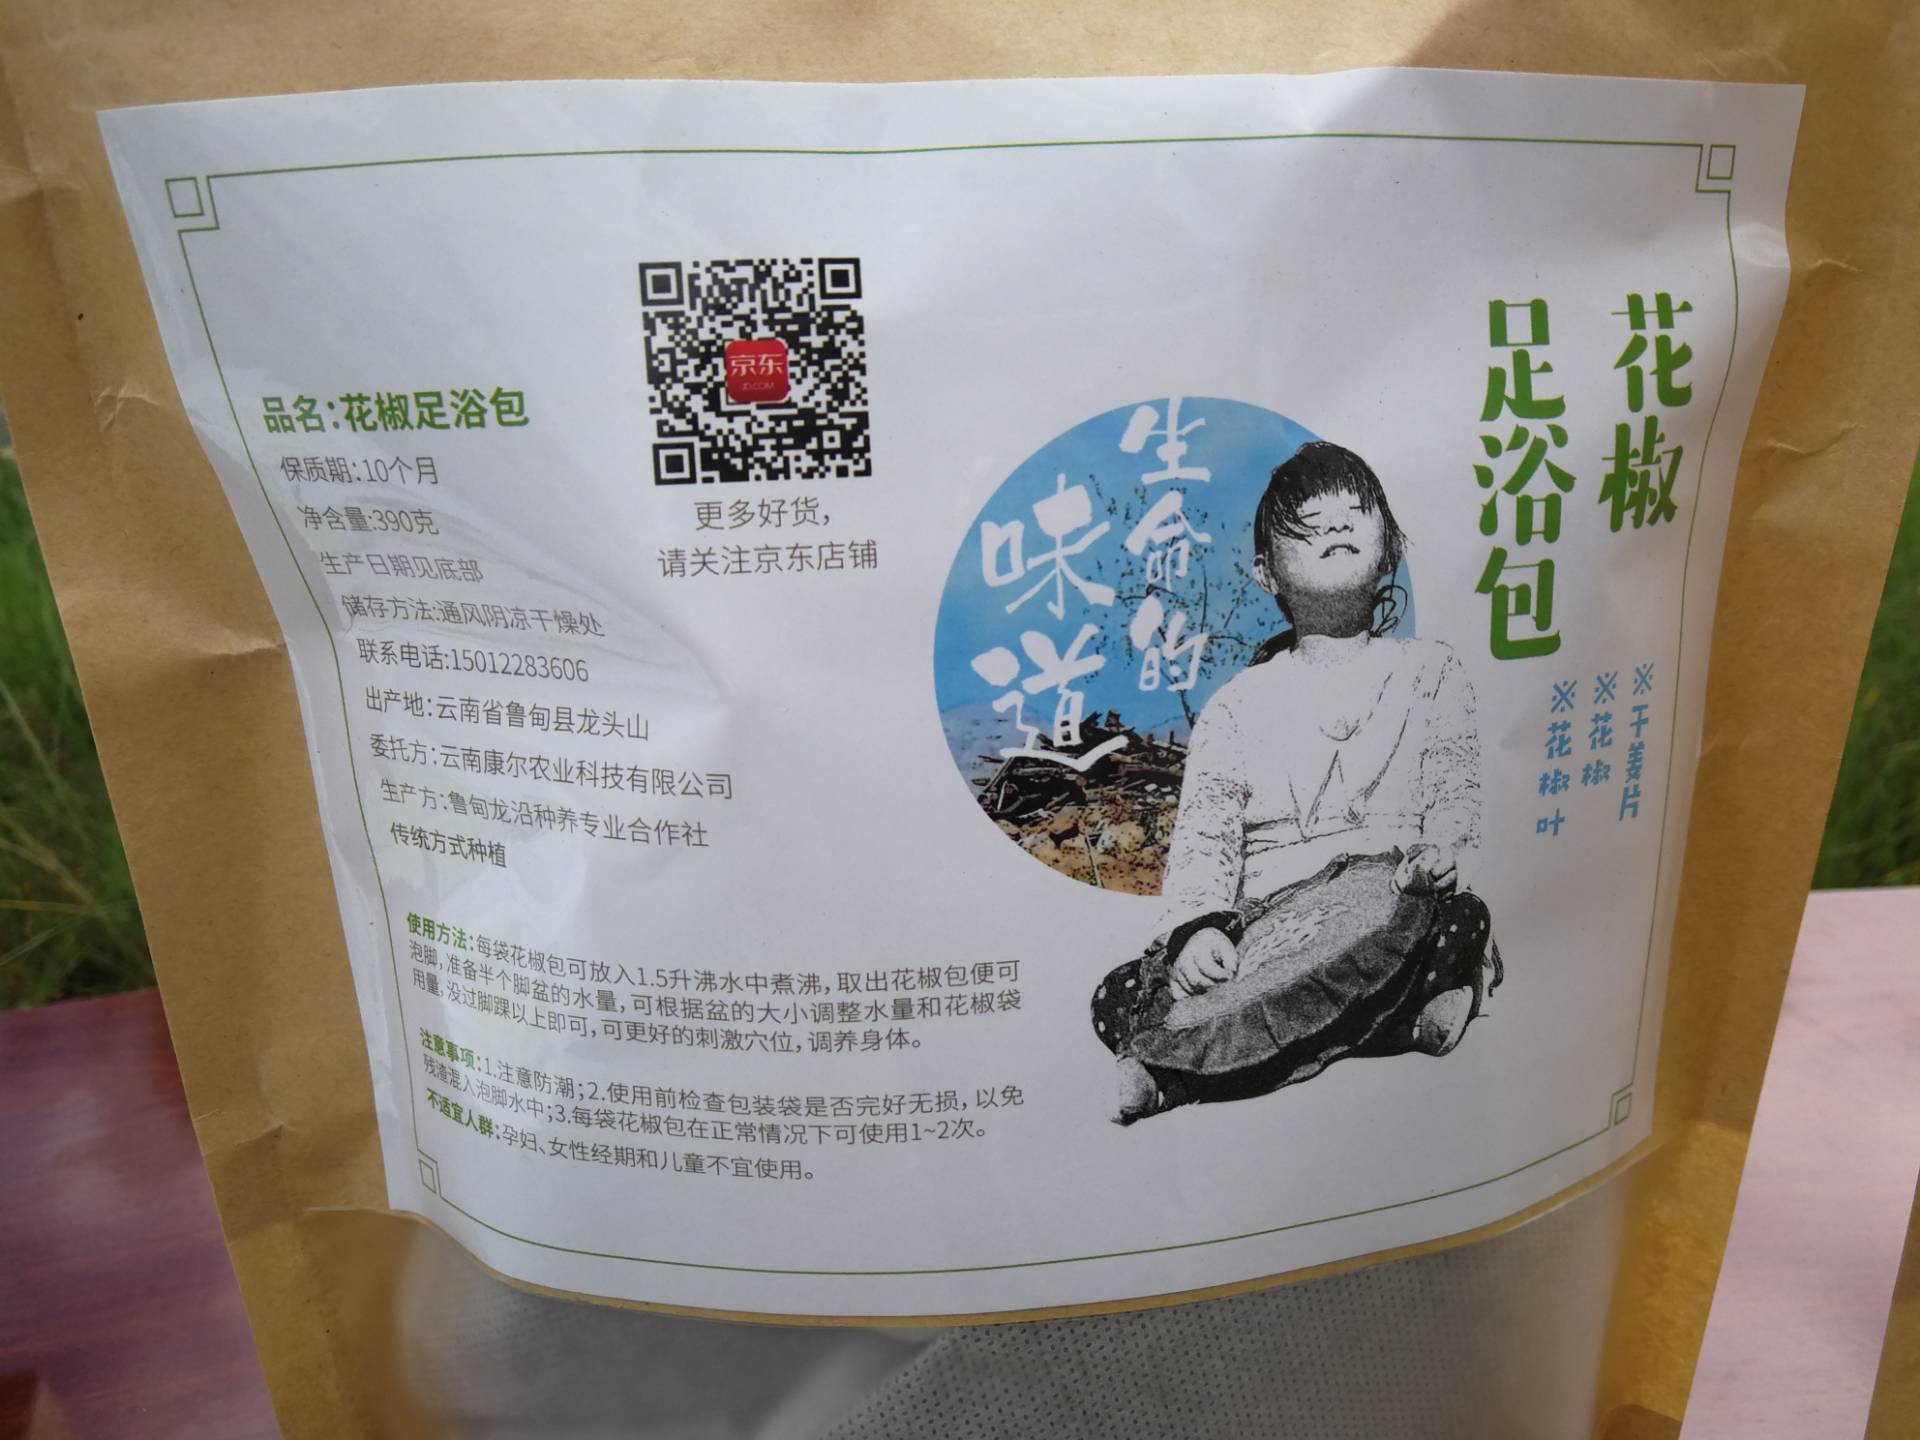 品名:花椒足浴包
保质期:10个月
净含量:390克
生产日期见底部
储存方法:通风阴凉干燥处
联系电话:15012283606
出产地:云南省鲁甸县龙头山
委托方:云南康尔农业科技有限公司
生产方:鲁甸龙沿种养专业合作社
传统方式种植
使用方法:每袋花椒包可放入1.5升沸水中煮沸,取出花椒包便可
泡脚,准备半个脚盆的水量,可根据盆的大小调整水量和花椒袋
用量,没过脚踝以上即可,可更好的刺激穴位,调养身体。
注意事项:1.注意防潮;2.使用前检查包装袋是否完好无损,以免
残渣混入泡脚水中;3.每袋花椒包在正常情况下可使用1~2次。
不适宜人群:孕妇、女性经期和儿童不宜使用。
京东
JD.COM
更多好货,
请关注京东店铺
生命的
味道
花椒
足浴包
※干姜片
※花椒
※花椒叶